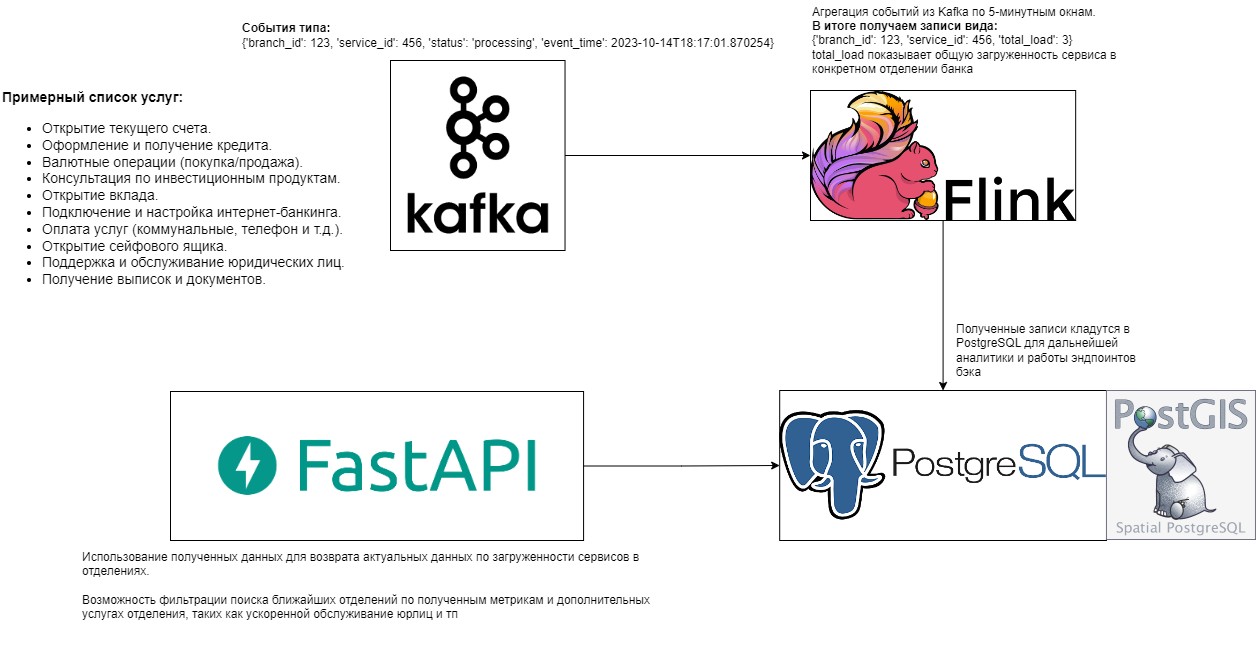 События типа:
{'branch_id': 123, 'service_id': 456, 'status': 'processing', 'event_time': 2023-10-14T18:17:01.870254}
Агрегация событий из Kafka по 5-минутным окнам.
В итоге получаем записи вида:
{'branch_id': 123, 'service_id': 456, 'total_load': 3}
total_load показывает общую загруженность сервиса в
конкретном отделении банка
Примерный список услуг:
• Открытие текущего счета.
• Оформление и получение кредита.
• Валютные операции (покупка/продажа).
• Консультация по инвестиционным продуктам.
• Открытие вклада.
• Подключение и настройка интернет-банкинга.
• Оплата услуг (коммунальные, телефон и т.д.).
• Открытие сейфового ящика.
• Поддержка и обслуживание юридических лиц.
• Получение выписок и документов.
kafka
Flink
Полученные записи кладутся в
PostgreSQL для дальнейшей
аналитики и работы эндпоинтов
бэка
FastAPI
PostgreSQL
PostGIS
Spatial PostgreSQL
Использование полученных данных для возврата актуальных данных по загруженности сервисов в
отделениях.
Возможность фильтрации поиска ближайших отделений по полученным метрикам и дополнительных
услугах отделения, таких как ускоренной обслуживание юрлиц и тп